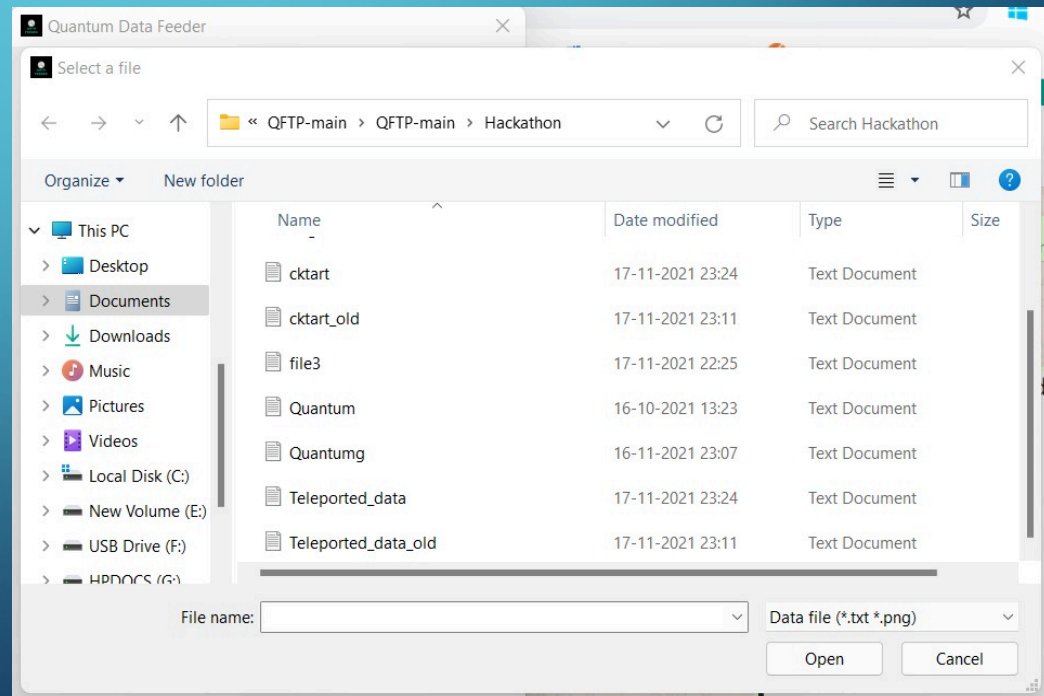 Quantum Data Feeder
Select a file
« QFTP-main > QFTP-main > Hackathon
Search Hackathon
Organize New folder
?
This PC
Desktop
Documents
Downloads
Music
Pictures
Videos
Local Disk (C:)
New Volume (E:)
USB Drive (F:)
HPDOCS (G:)
Name Date modified Type Size
cktart 17-11-2021 23:24 Text Document
cktart_old 17-11-2021 23:11 Text Document
file3 17-11-2021 22:25 Text Document
Quantum 16-10-2021 13:23 Text Document
Quantumg 16-11-2021 23:07 Text Document
Teleported_data 17-11-2021 23:24 Text Document
Teleported_data_old 17-11-2021 23:11 Text Document
File name: Data file (*.txt *.png)
Open Cancel